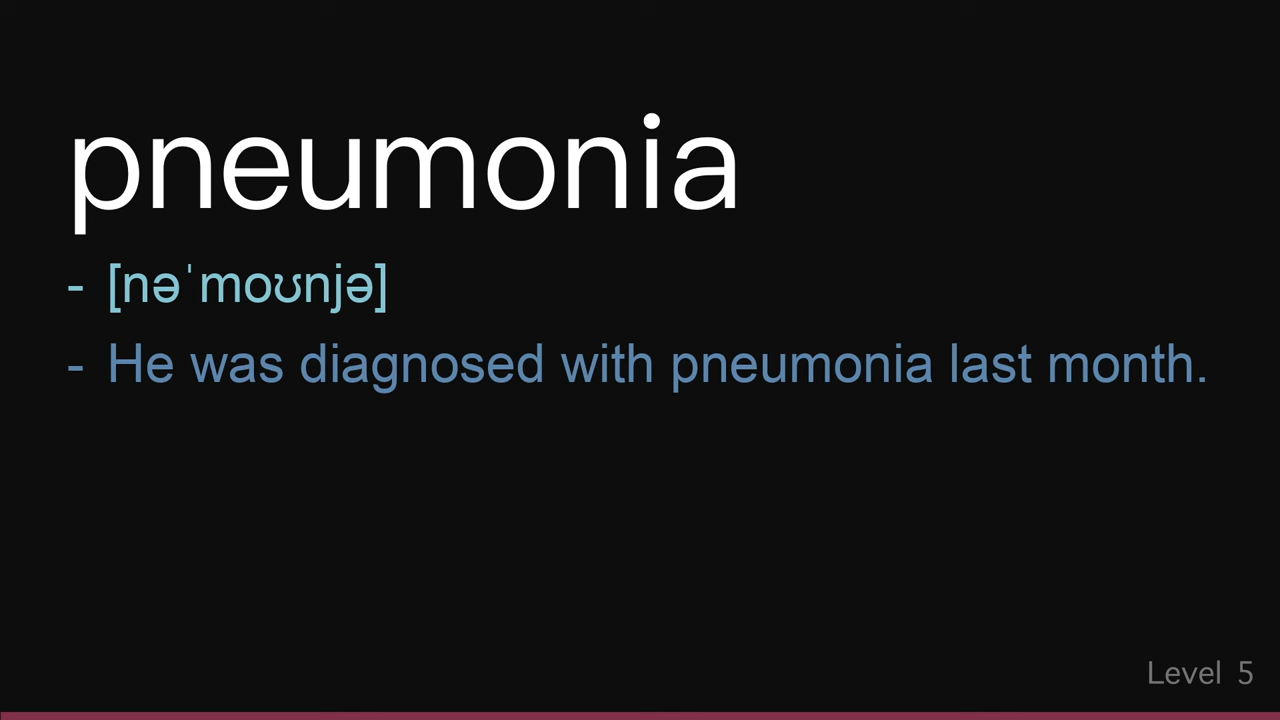 pneumonia
- [nəˈmoʊnjə]
- He was diagnosed with pneumonia last month.
Level 5